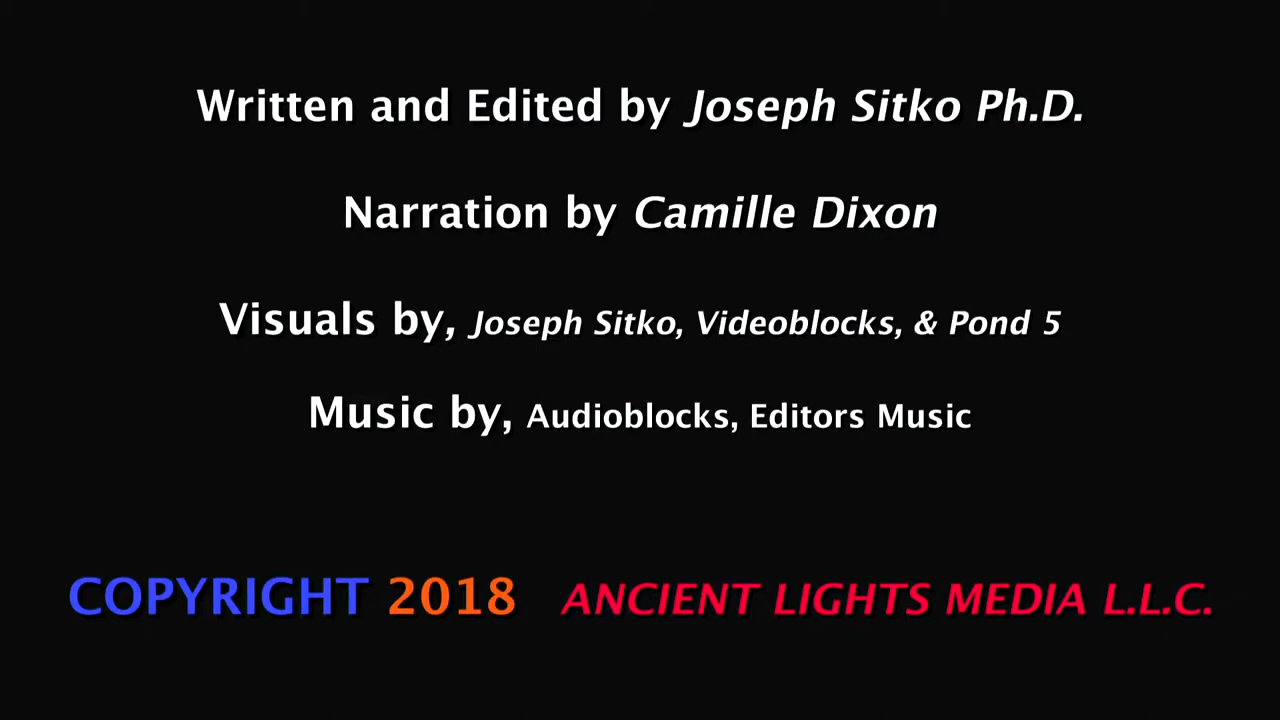 Written and Edited by Joseph Sitko Ph.D.
Narration by Camille Dixon
Visuals by, Joseph Sitko, Videoblocks, & Pond 5
Music by, Audioblocks, Editors Music
COPYRIGHT 2018 ANCIENT LIGHTS MEDIA L.L.C.